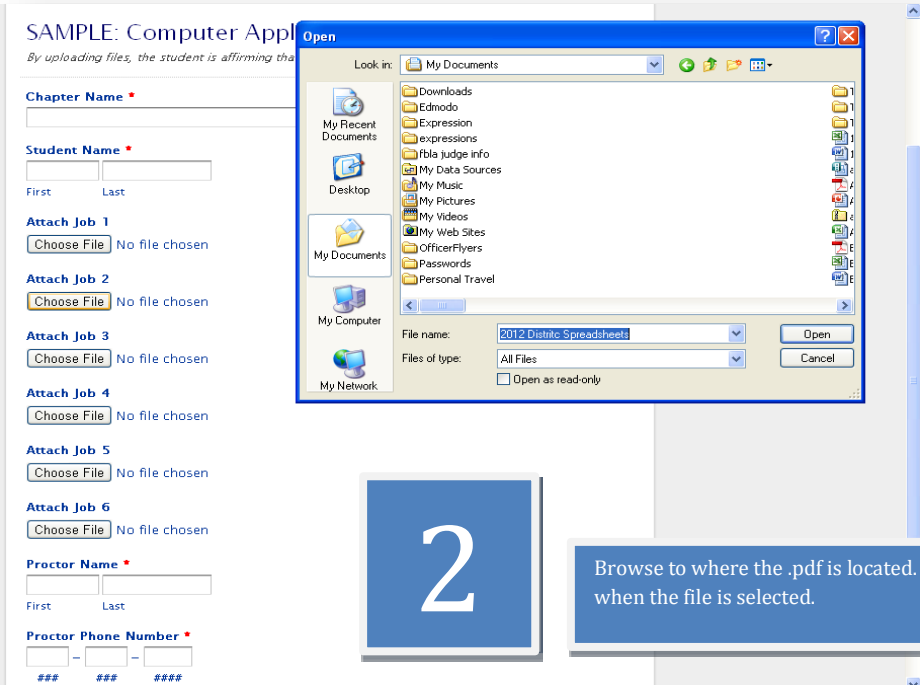 SAMPLE: Computer Appl
By uploading files, the student is affirming tha
Chapter Name *
Student Name *
First Last
Attach Job 1
Choose File No file chosen
Attach Job 2
Choose File No file chosen
Attach Job 3
Choose File No file chosen
Attach Job 4
Choose File No file chosen
Attach Job 5
Choose File No file chosen
Attach Job 6
Choose File No file chosen
Proctor Name *
First Last
Proctor Phone Number *
– –
### ### ####
Open
Look in: My Documents
My Recent
Documents
Desktop
My Documents
My Computer
My Network
Downloads
Edmodo
Expression
expressions
fbla judge info
My Data Sources
My Music
My Pictures
My Videos
My Web Sites
OfficerFlyers
Passwords
Personal Travel
File name: 2012 Distritc Spreadsheets
Open
Files of type: All Files
Cancel
Open as read-only
2
Browse to where the .pdf is located.
when the file is selected.